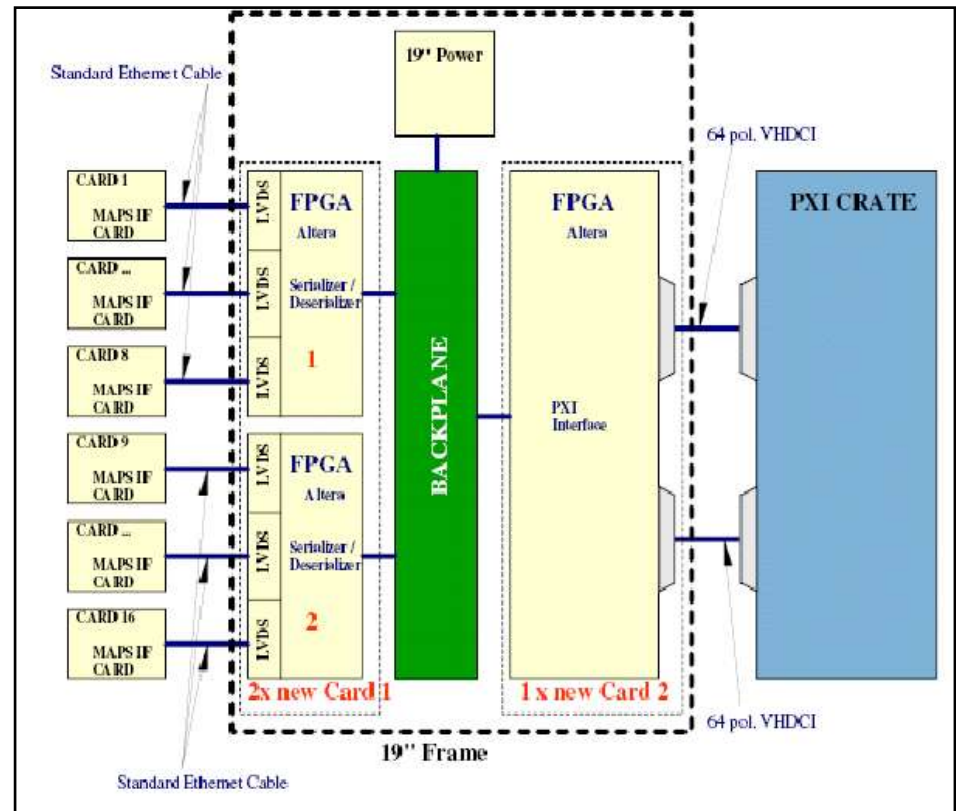 19" Power
Standard Ethernet Cable
64 pol. VHDCI
CARD 1
MAPS IF
CARD
CARD ...
MAPS IF
CARD
CARD 8
MAPS IF
CARD
CARD 9
MAPS IF
CARD
CARD ...
MAPS IF
CARD
CARD 16
MAPS IF
CARD
LVDS
LVDS
LVDS
FPGA
Altera
Serializer /
Deserializer
1
LVDS
LVDS
LVDS
FPGA
Altera
Serializer /
Deserializer
2
2x new Card 1
BACKPLANE
FPGA
Altera
PXI
Interface
1 x new Card 2
PXI CRATE
64 pol. VHDCI
19" Frame
Standard Ethernet Cable